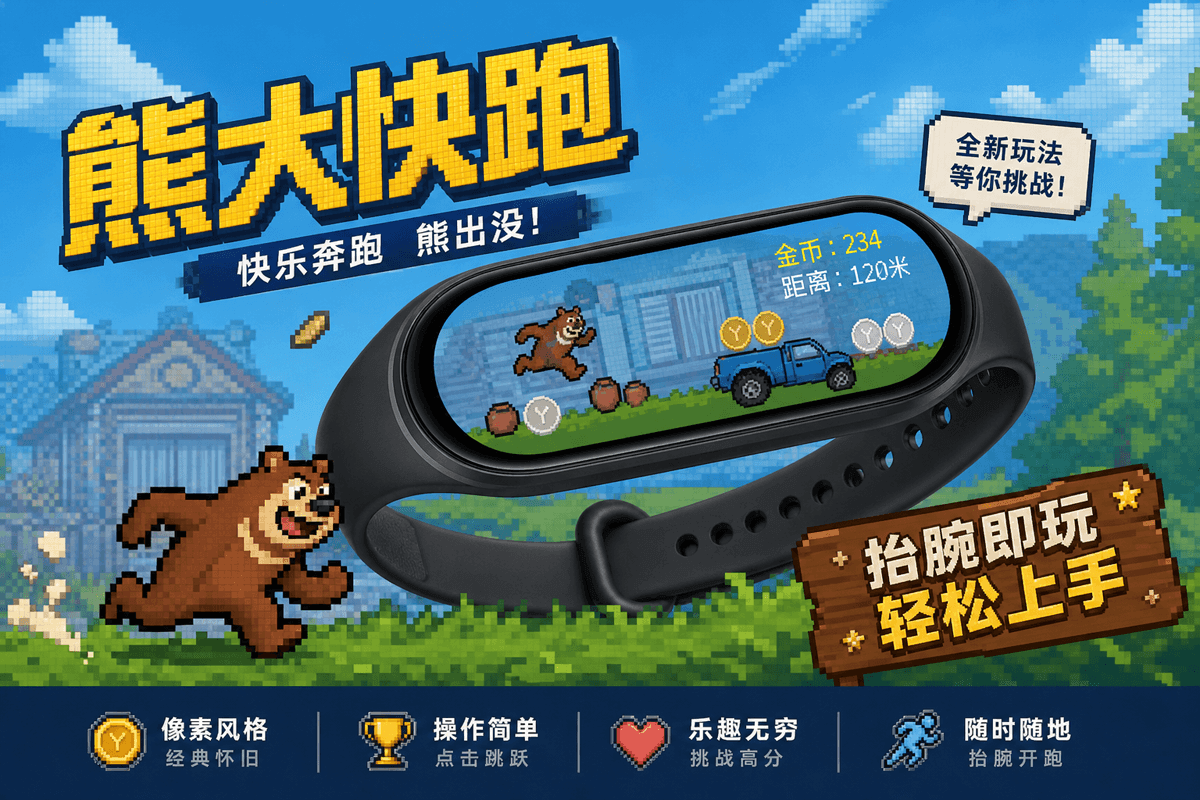 熊大快跑
快乐奔跑 熊出没！
全新玩法
等你挑战！
金币：234
距离：120米
Y
Y
Y
Y
Y
抬腕即玩
轻松上手
Y
像素风格
经典怀旧
操作简单
点击跳跃
乐趣无穷
挑战高分
随时随地
抬腕开跑